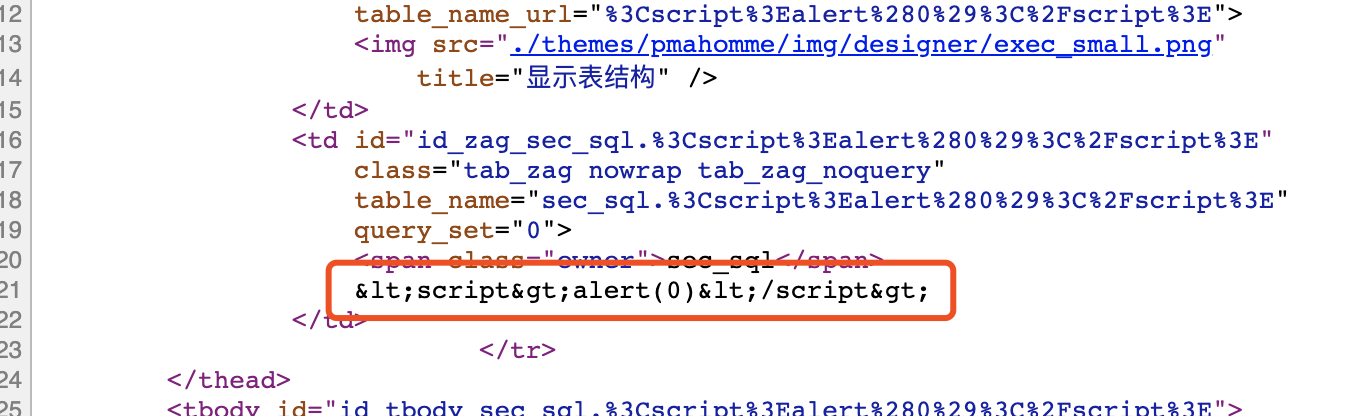 12 table_name_url="%3Cscript%3Ealert%280%29%3C%2Fscript%3E">
13 <img src="./themes/pmahomme/img/designer/exec_small.png"
14 title="显示表结构" />
15 </td>
16 <td id="id_zag_sec_sql.%3Cscript%3Ealert%280%29%3C%2Fscript%3E"
17 class="tab_zag nowrap tab_zag_noquery"
18 table_name="sec_sql.%3Cscript%3Ealert%280%29%3C%2Fscript%3E"
19 query_set="0">
20 <span class="owner">sec_sql</span>
21 &lt;script&gt;alert(0)&lt;/script&gt;
22 </td>
23 </tr>
24 </thead>
25 <tbody id="id_tbody_sec_sql.%3Cscript%3Ealert%280%29%3C%2Fscript%3E">